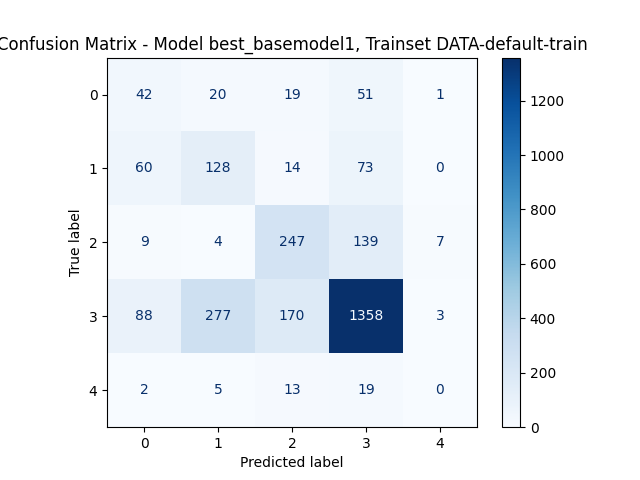 Confusion Matrix - Model best_basemodel1, Trainset DATA-default-train
0 42 20 19 51 1
1 60 128 14 73 0
2 9 4 247 139 7
3 88 277 170 1358 3
4 2 5 13 19 0
0 1 2 3 4
True label
Predicted label
1200
1000
800
600
400
200
0